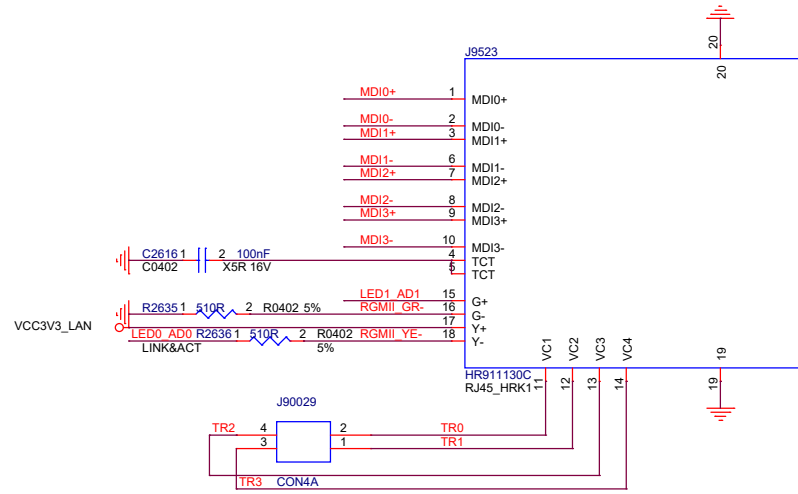 20
20
J9523
MDI0+ 1 MDI0+
MDI0- 2 MDI0-
MDI1+ 3 MDI1+
MDI1- 6 MDI1-
MDI2+ 7 MDI2+
MDI2- 8 MDI2-
MDI3+ 9 MDI3+
MDI3- 10 MDI3-
C2616 1 2 100nF 4 TCT
C0402 X5R 16V 5 TCT
LED1_AD1 15 G+
R2635 1 510R 2 R0402 5% RGMII_GR- 16 G-
VCC3V3_LAN 17 Y+
LED0_AD0 R2636 1 510R 2 R0402 RGMII_YE- 18 Y-
LINK&ACT 5%
VC1 VC2 VC3 VC4 19
HR911130C
RJ45_HRK1
11 12 13 14 19
J90029
TR2 4 2 TR0
3 1 TR1
TR3 CON4A